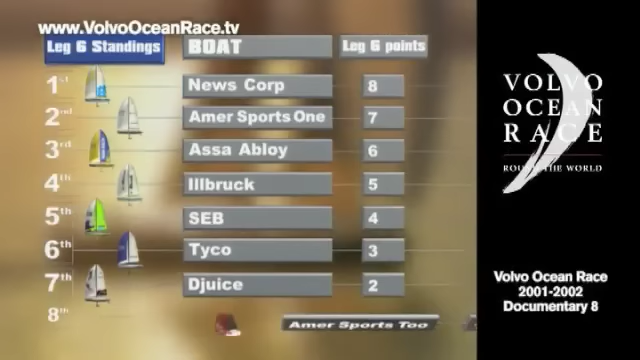 www.VolvoOceanRace.tv
Leg 6 Standings BOAT Leg 6 points
1st News Corp 8
2nd Amer Sports One 7
3rd Assa Abloy 6
4th Illbruck 5
5th SEB 4
6th Tyco 3
7th Djuice 2
8th Amer Sports Too
VOLVO
OCEAN
RACE
ROUND THE WORLD
Volvo Ocean Race
2001-2002
Documentary 8